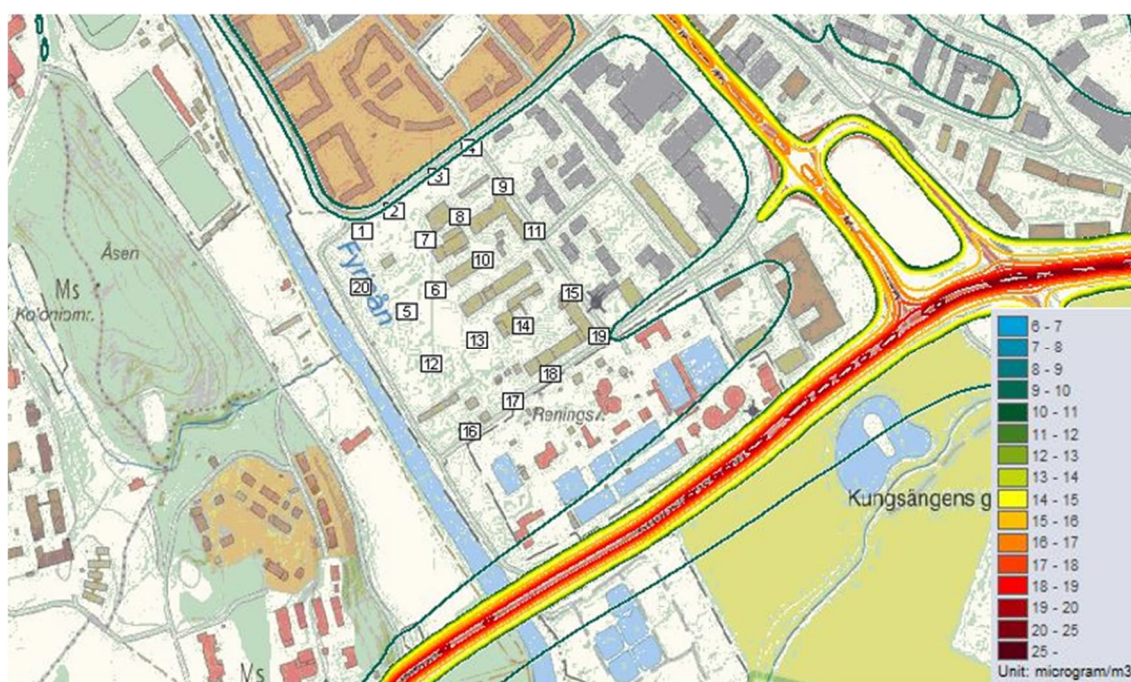 4
3
9
2
8
1
7
11
10
Fyrisån
Åsen
20
6
15
Ms
Koloniomr.
5
14
13
19
12
18
17
Renings
16
Kungsängens g
Ms
6 - 7
7 - 8
8 - 9
9 - 10
10 - 11
11 - 12
12 - 13
13 - 14
14 - 15
15 - 16
16 - 17
17 - 18
18 - 19
19 - 20
20 - 25
25 -
Unit: microgram/m3